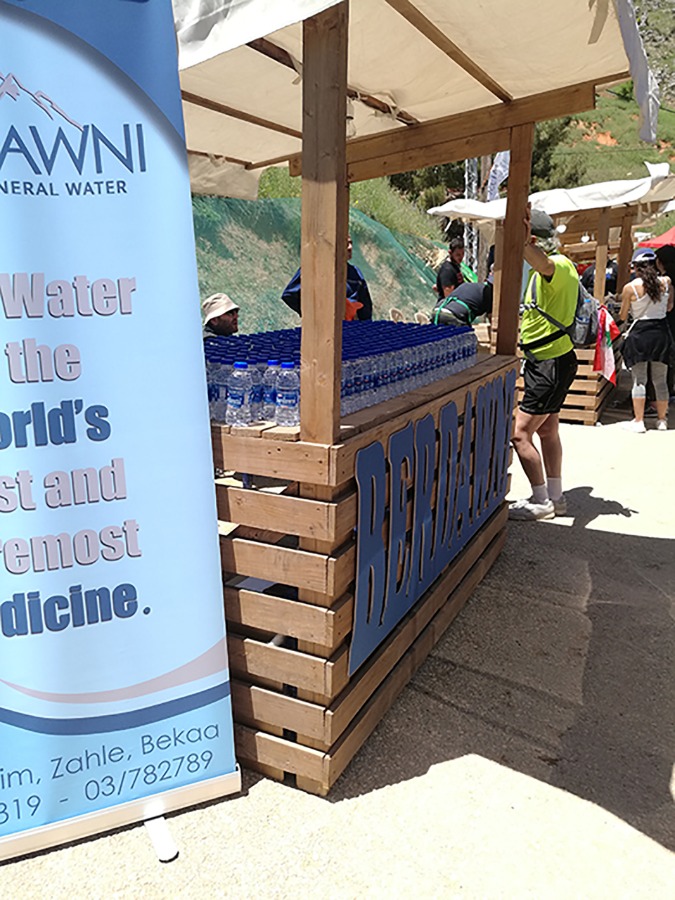 AWNI
NERAL WATER
Water
the
orld's
st and
remost
dicine.
im, Zahle, Bekaa
319 - 03/782789
BERDAWNI